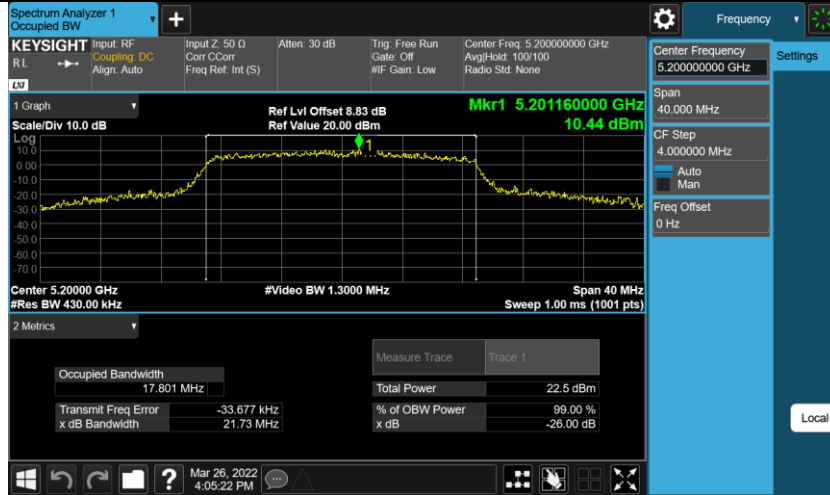 Spectrum Analyzer 1
Occupied BW
+
Frequency
KEYSIGHT
RL
LXI
Input: RF
Coupling: DC
Align: Auto
Input Z: 50 Ω
Corr CCorr
Freq Ref: Int (S)
Atten: 30 dB
Trig: Free Run
Gate: Off
#IF Gain: Low
Center Freq: 5.200000000 GHz
Avg|Hold: 100/100
Radio Std: None
Center Frequency
5.200000000 GHz
Settings
Span
40.000 MHz
CF Step
4.000000 MHz
Auto
Man
Freq Offset
0 Hz
Local
1 Graph
Scale/Div 10.0 dB
Ref Lvl Offset 8.83 dB
Ref Value 20.00 dBm
Mkr1 5.201160000 GHz
10.44 dBm
Log
10.0
0.00
-10.0
-20.0
-30.0
-40.0
-50.0
-60.0
-70.0
1
Center 5.20000 GHz
#Res BW 430.00 kHz
#Video BW 1.3000 MHz
Span 40 MHz
Sweep 1.00 ms (1001 pts)
2 Metrics
Measure Trace Trace 1
Occupied Bandwidth
17.801 MHz
Total Power 22.5 dBm
Transmit Freq Error -33.677 kHz
% of OBW Power 99.00 %
x dB Bandwidth 21.73 MHz
x dB -26.00 dB
?
Mar 26, 2022
4:05:22 PM